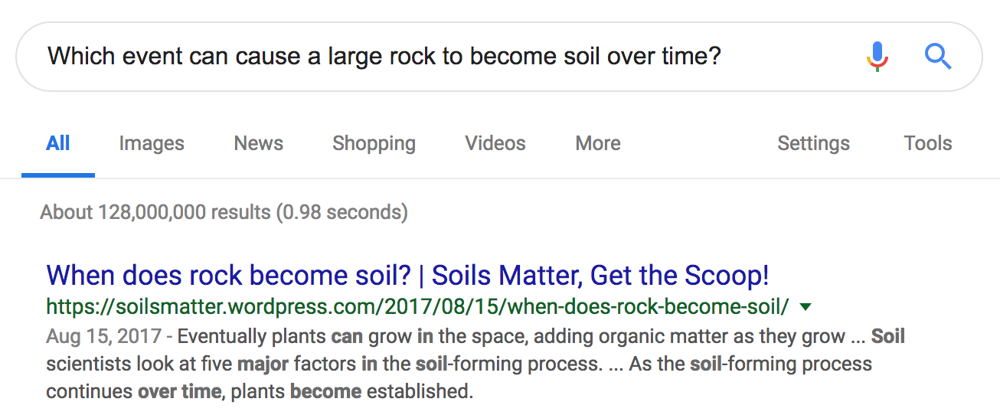 Which event can cause a large rock to become soil over time?
All Images News Shopping Videos More Settings Tools
About 128,000,000 results (0.98 seconds)
When does rock become soil? | Soils Matter, Get the Scoop!
https://soilsmatter.wordpress.com/2017/08/15/when-does-rock-become-soil/
Aug 15, 2017 - Eventually plants can grow in the space, adding organic matter as they grow ... Soil
scientists look at five major factors in the soil-forming process. ... As the soil-forming process
continues over time, plants become established.